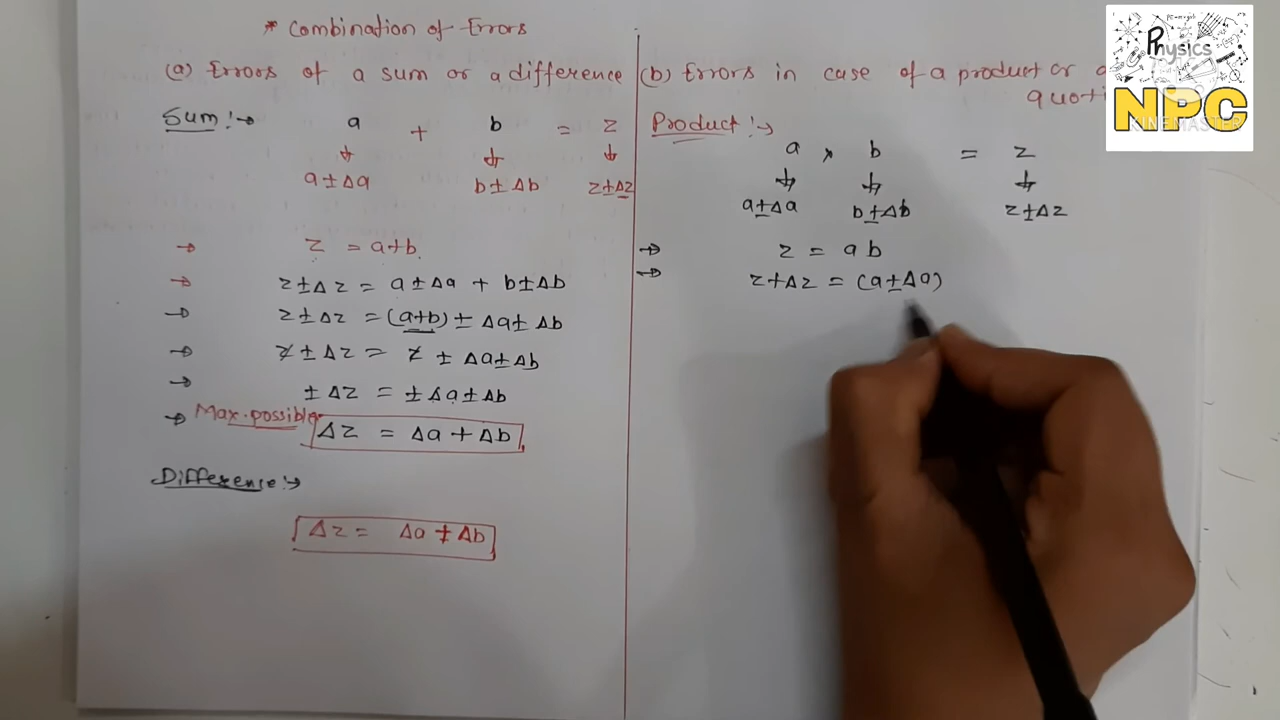 * Combination of Errors
(a) Errors of a sum or a difference
Sum :→ a + b = z
a ± Δa b ± Δb z ± Δz
→ z = a+b
→ z ± Δz = a ± Δa + b ± Δb
→ z ± Δz = (a+b) ± Δa ± Δb
→ z ± Δz = z ± Δa ± Δb
→ ± Δz = ± Δa ± Δb
→ Max. possible Δz = Δa + Δb
Difference :→
Δz = Δa + Δb
(b) Errors in case of a product or a
Product :→
a × b = z
a ± Δa b ± Δb z ± Δz
→ z = ab
→ z + Δz = (a ± Δa)
Physics
NPC
KINEMASTER